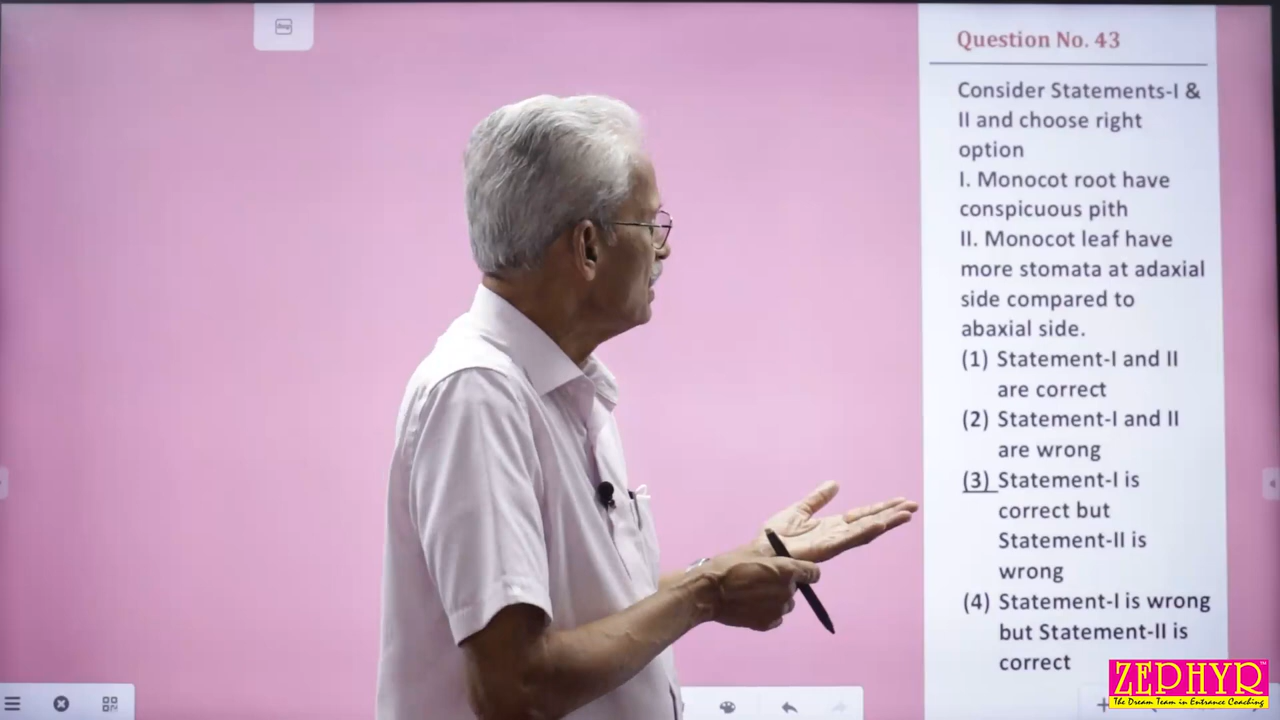 Question No. 43
Consider Statements-I &
II and choose right
option
I. Monocot root have
conspicuous pith
II. Monocot leaf have
more stomata at adaxial
side compared to
abaxial side.
(1) Statement-I and II
are correct
(2) Statement-I and II
are wrong
(3) Statement-I is
correct but
Statement-II is
wrong
(4) Statement-I is wrong
but Statement-II is
correct
ZEPHYR™
The Dream Team in Entrance Coaching